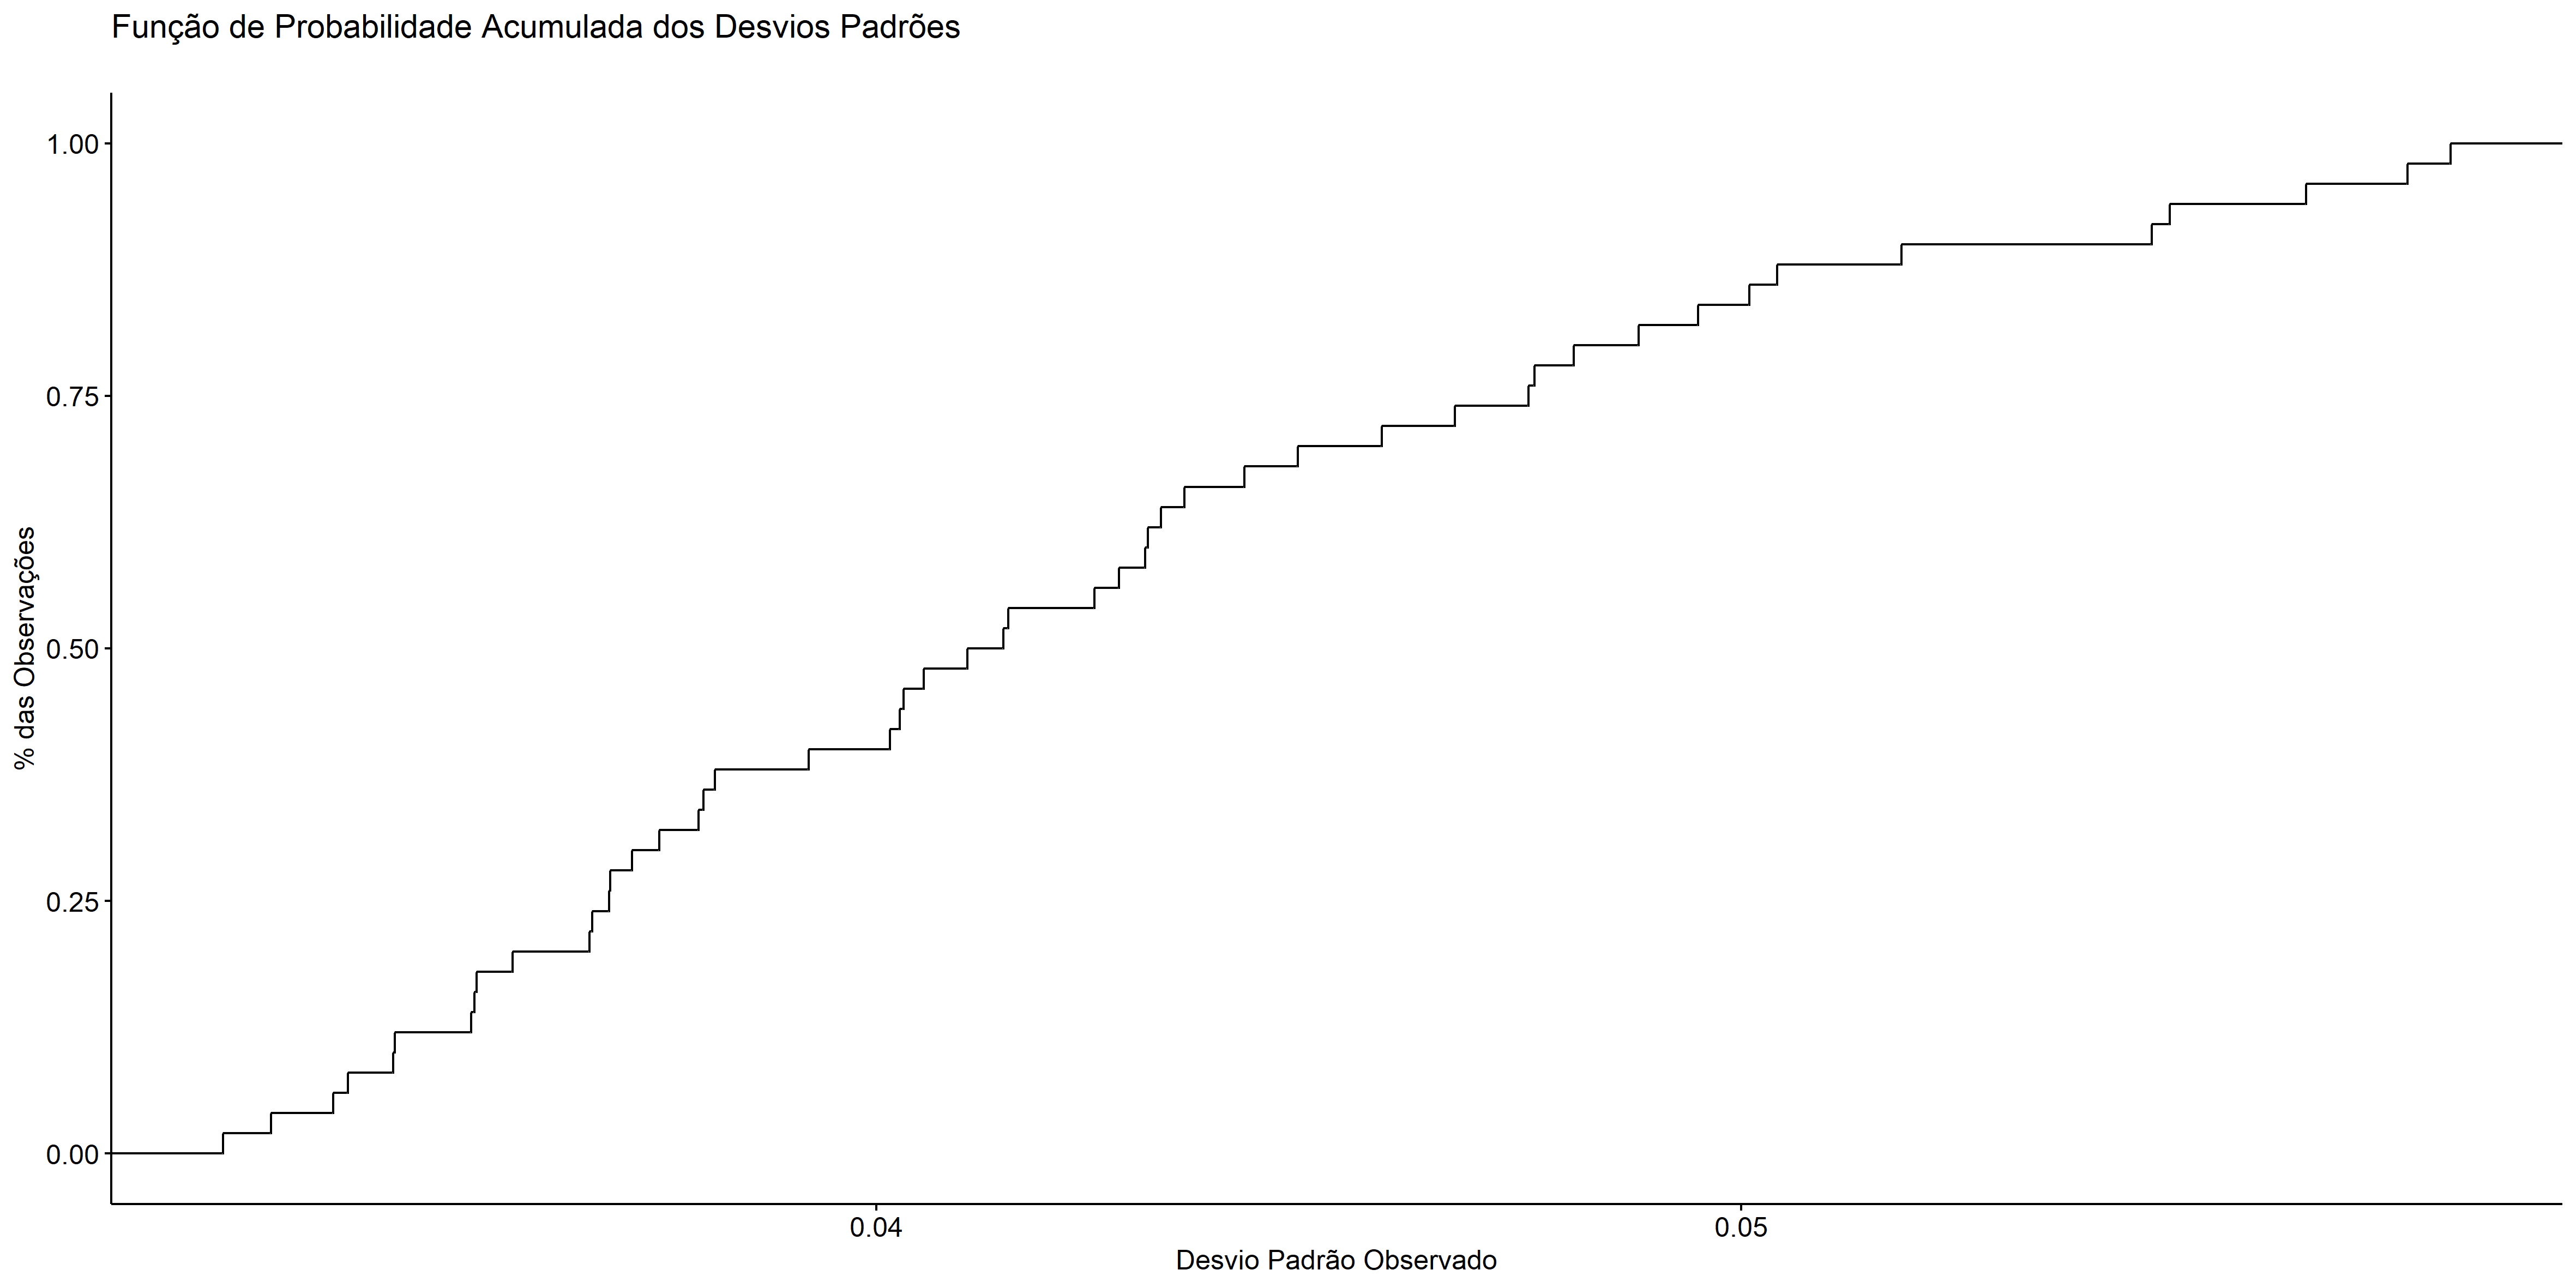 Função de Probabilidade Acumulada dos Desvios Padrões
1.00
0.75
0.50
0.25
0.00
% das Observações
0.04
0.05
Desvio Padrão Observado